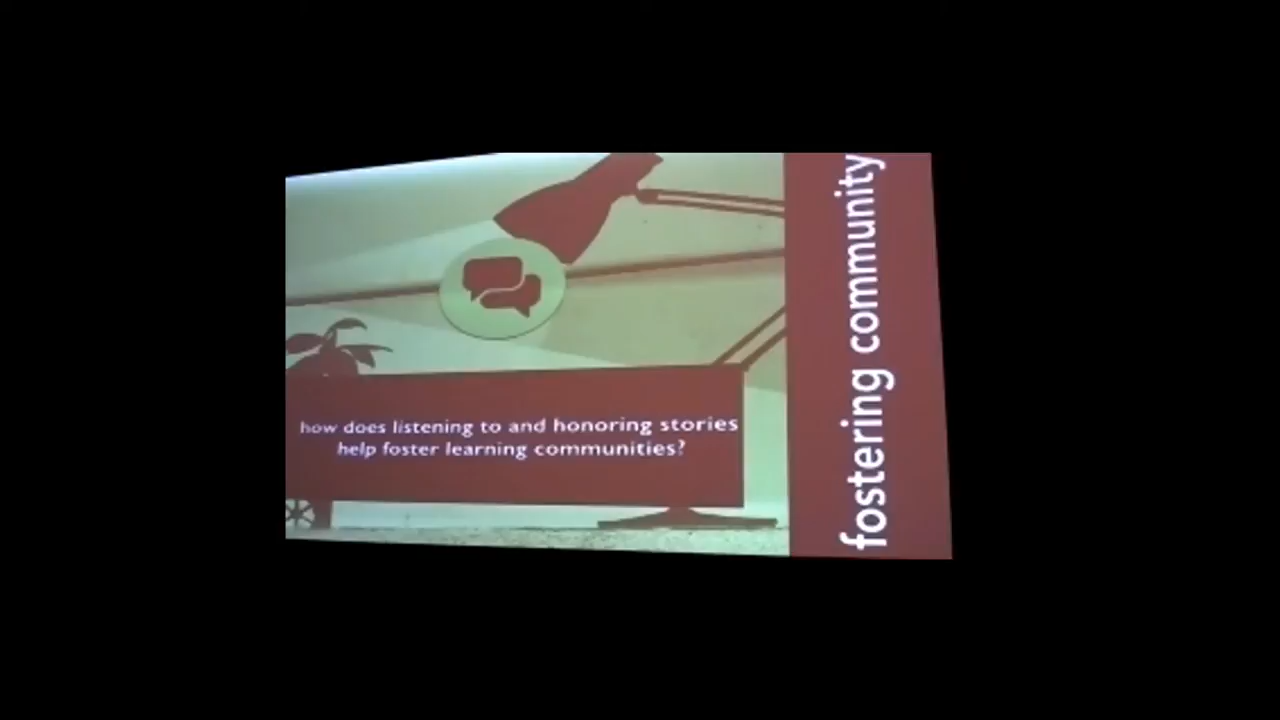 how does listening to and honoring stories
help foster learning communities?
fostering community